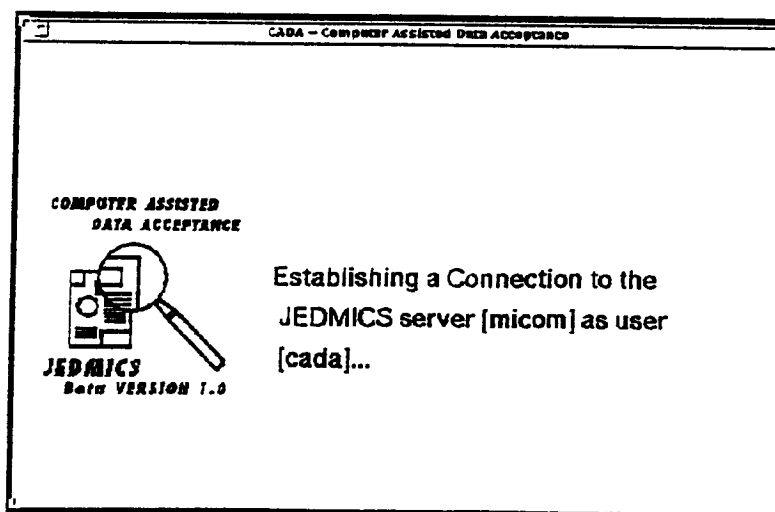 CADA – Computer Assisted Data Acceptance
COMPUTER ASSISTED
DATA ACCEPTANCE
Establishing a Connection to the
JEDMICS server [micom] as user
[cada]...
JEDMICS
Beta VERSION 1.0